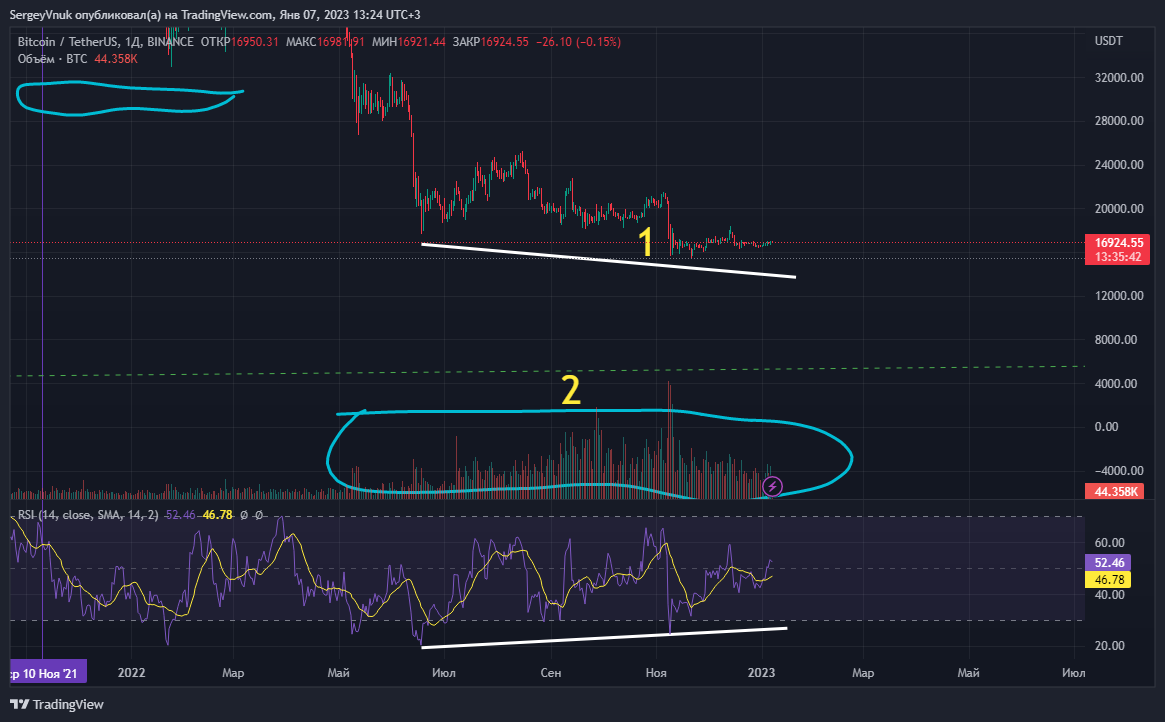 SergeyVnuk опубликовал(а) на TradingView.com, Янв 07, 2023 13:24 UTC+3
Bitcoin / TetherUS, 1Д, BINANCE ОТКР16950.31 МАКС16981.91 МИН16921.44 ЗАКР16924.55 −26.10 (−0.15%)
USDT
Объём · BTC 44.358K
32000.00
28000.00
24000.00
20000.00
1
16924.55
13:35:42
12000.00
8000.00
2
4000.00
0.00
−4000.00
44.358K
RSI (14, close, SMA, 14, 2) 52.46 46.78 Ø Ø
60.00
52.46
46.78
40.00
20.00
ср 10 Ноя '21 2022 Мар Май Июл Сен Ноя 2023 Мар Май Июл
TradingView